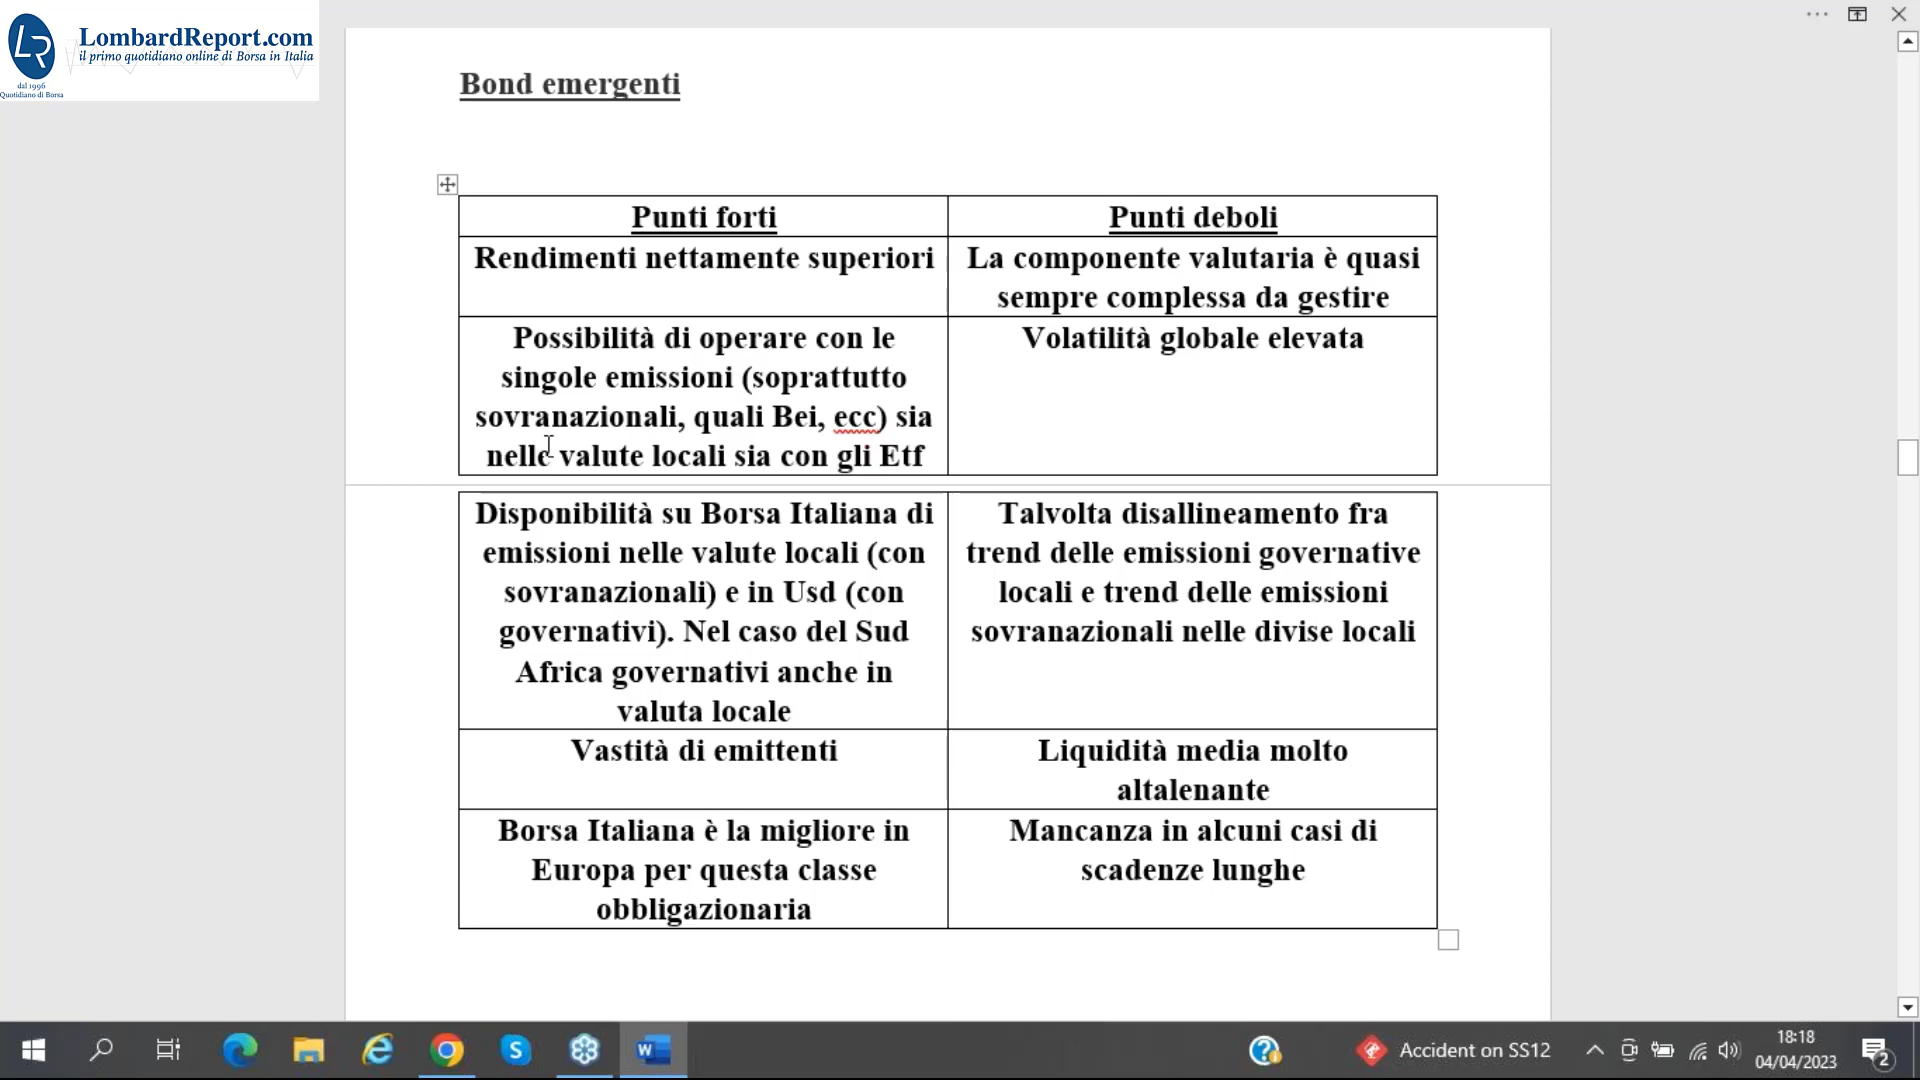 LR
LombardReport.com
il primo quotidiano online di Borsa in Italia
dal 1996
Quotidiano di Borsa
Bond emergenti
Punti forti
Punti deboli
Rendimenti nettamente superiori
La componente valutaria è quasi
sempre complessa da gestire
Possibilità di operare con le
singole emissioni (soprattutto
sovranazionali, quali Bei, ecc) sia
nelle valute locali sia con gli Etf
Volatilità globale elevata
Disponibilità su Borsa Italiana di
emissioni nelle valute locali (con
sovranazionali) e in Usd (con
governativi). Nel caso del Sud
Africa governativi anche in
valuta locale
Talvolta disallineamento fra
trend delle emissioni governative
locali e trend delle emissioni
sovranazionali nelle divise locali
Vastità di emittenti
Liquidità media molto
altalenante
Borsa Italiana è la migliore in
Europa per questa classe
obbligazionaria
Mancanza in alcuni casi di
scadenze lunghe
Accident on SS12
18:18
04/04/2023
2